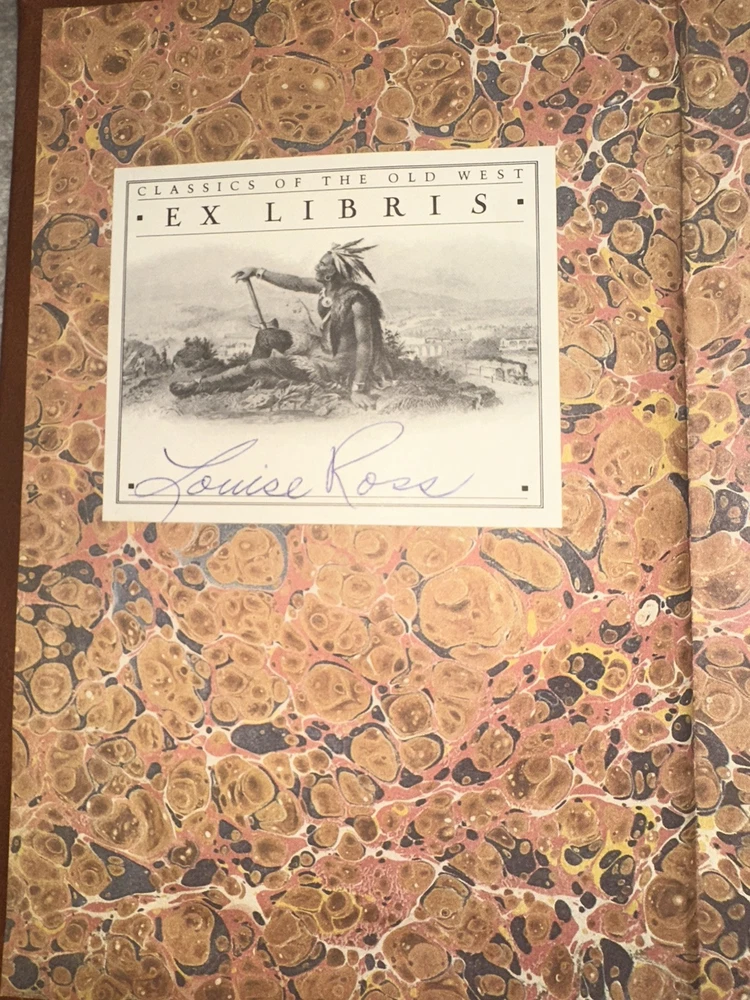 CLASSICS OF THE OLD WEST
EX LIBRIS
Louise Ross